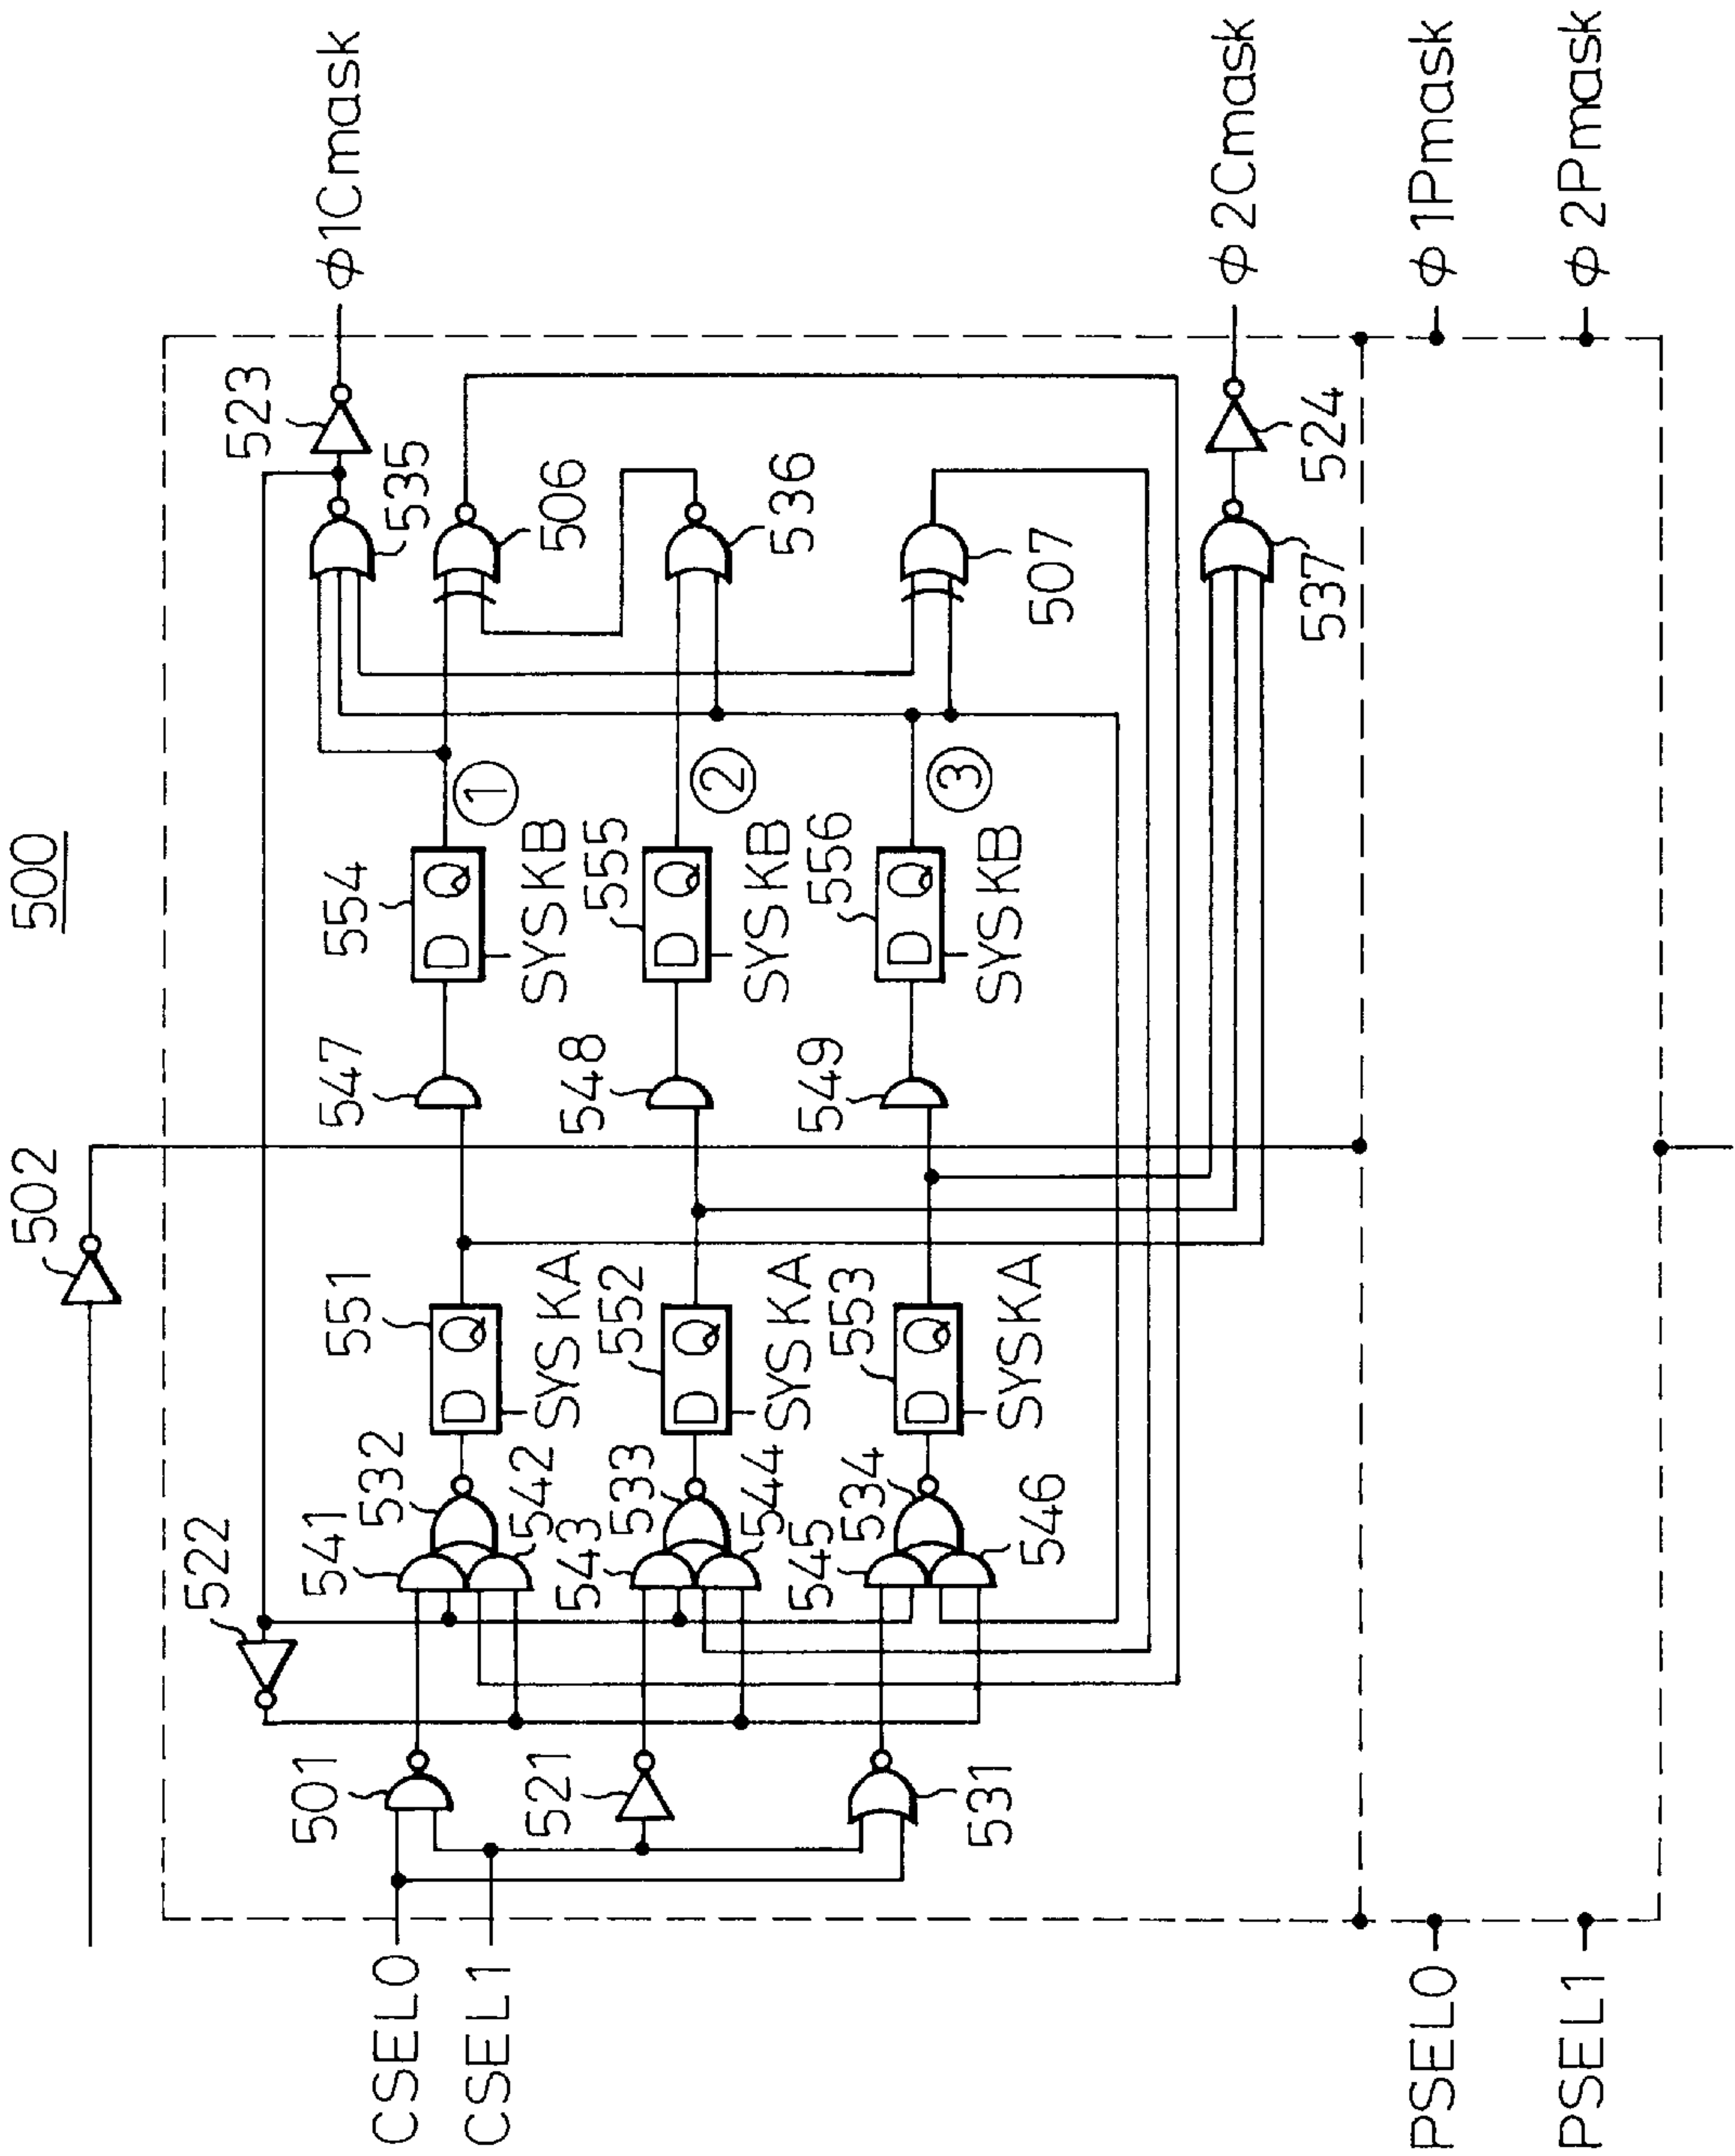 500
502
φ1Cmask
523
535
522
541
532
542
551
547
554
①
506
SYSKA
SYSKB
501
CSEL0
CSEL1
543
533
544
552
548
555
②
536
SYSKA
SYSKB
521
545
534
546
553
549
556
③
507
SYSKA
SYSKB
531
φ2Cmask
524
537
PSEL0
φ1Pmask
PSEL1
φ2Pmask